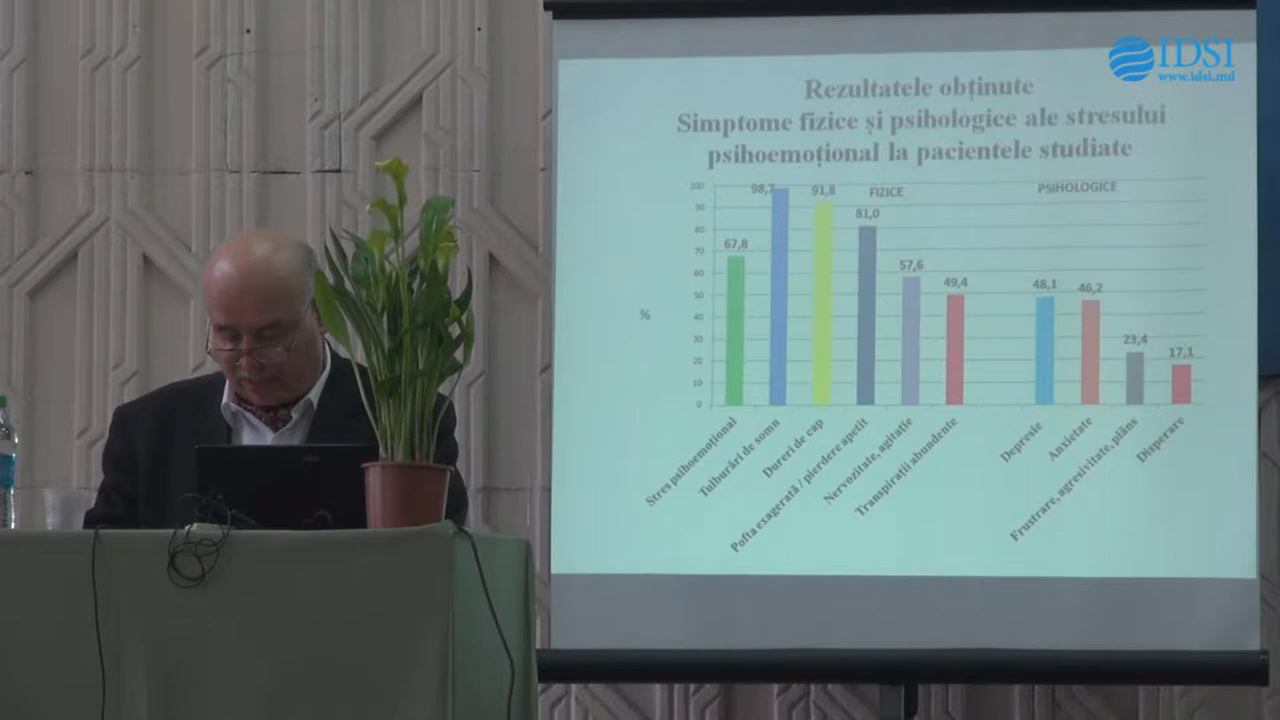 IDSI
www.idsi.md
Rezultatele obținute
Simptome fizice și psihologice ale stresului
psihoemoțional la pacientele studiate
FIZICE
PSIHOLOGICE
%
100
90
80
70
60
50
40
30
20
10
0
67,8
98,7
91,8
81,0
57,6
49,4
48,1
46,2
23,4
17,1
Stres psihoemoțional
Tulburări de somn
Dureri de cap
Pofta exagerată / pierdere apetit
Nervozitate, agitație
Transpirații abundente
Depresie
Anxietate
Frustrare, agresivitate, plâns
Disperare